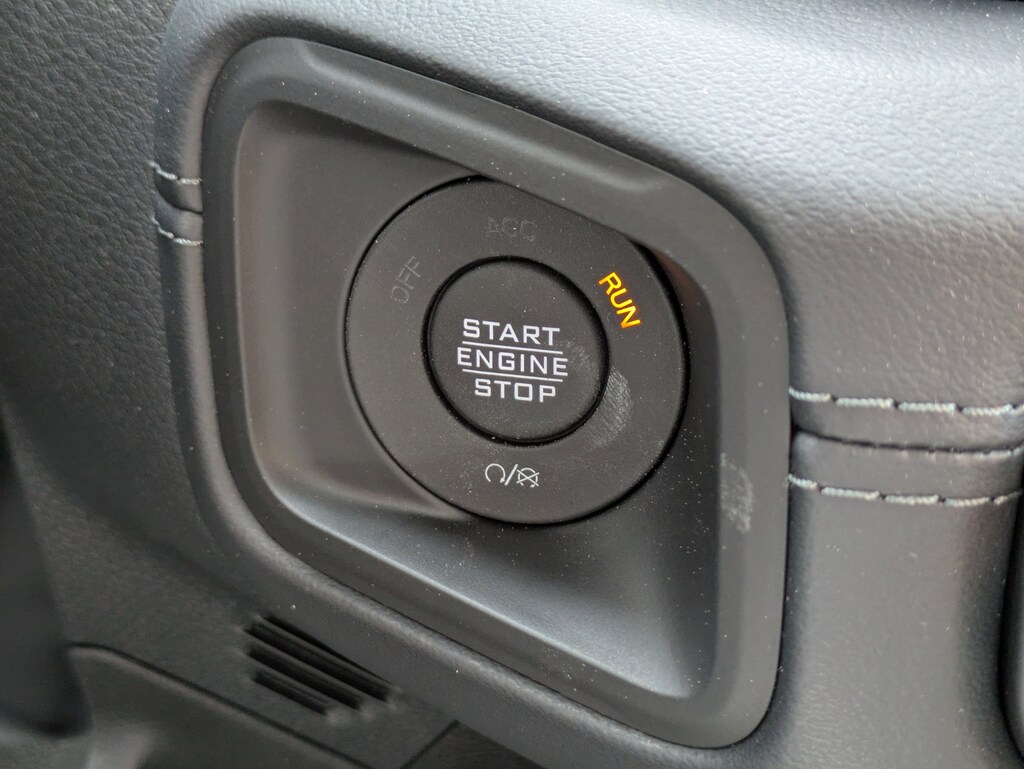 ACC
OFF
RUN
START
ENGINE
STOP